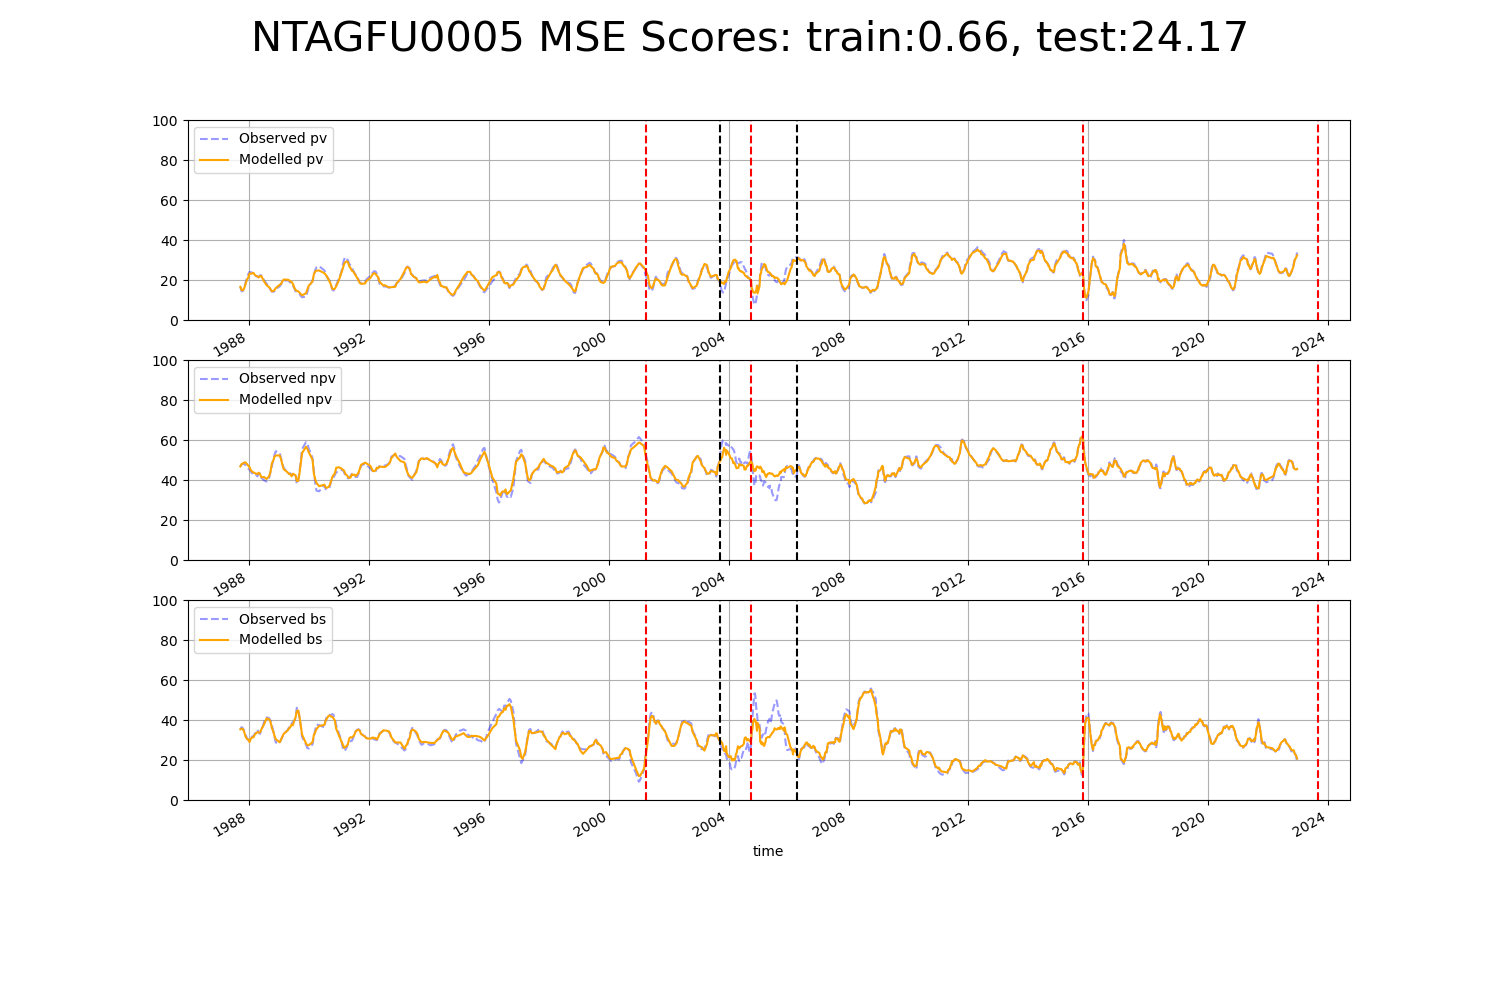 NTAGFU0005 MSE Scores: train:0.66, test:24.17
100
80
60
40
20
0
Observed pv
Modelled pv
1988 1992 1996 2000 2004 2008 2012 2016 2020 2024
100
80
60
40
20
0
Observed npv
Modelled npv
1988 1992 1996 2000 2004 2008 2012 2016 2020 2024
100
80
60
40
20
0
Observed bs
Modelled bs
1988 1992 1996 2000 2004 2008 2012 2016 2020 2024
time